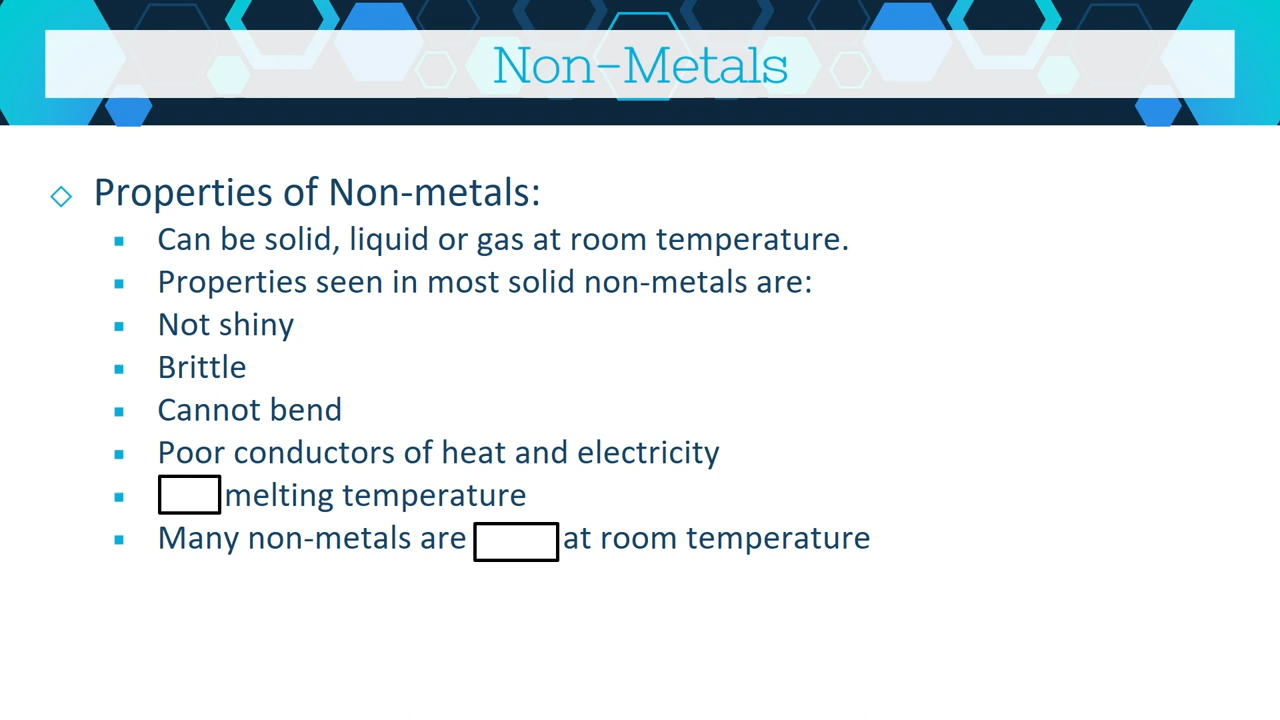 Non-Metals
Properties of Non-metals:
Can be solid, liquid or gas at room temperature.
Properties seen in most solid non-metals are:
Not shiny
Brittle
Cannot bend
Poor conductors of heat and electricity
melting temperature
Many non-metals are at room temperature